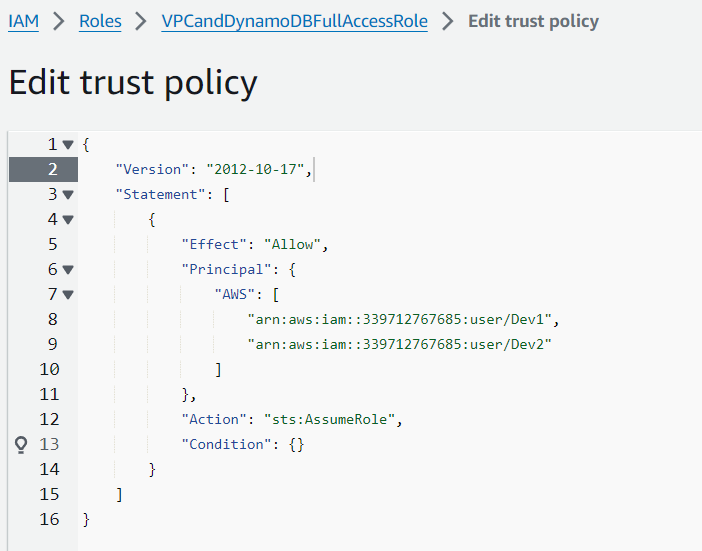 IAM > Roles > VPCandDynamoDBFullAccessRole > Edit trust policy
Edit trust policy
1 {
2 "Version": "2012-10-17",
3 "Statement": [
4 {
5 "Effect": "Allow",
6 "Principal": {
7 "AWS": [
8 "arn:aws:iam::339712767685:user/Dev1",
9 "arn:aws:iam::339712767685:user/Dev2"
10 ]
11 },
12 "Action": "sts:AssumeRole",
13 "Condition": {}
14 }
15 ]
16 }